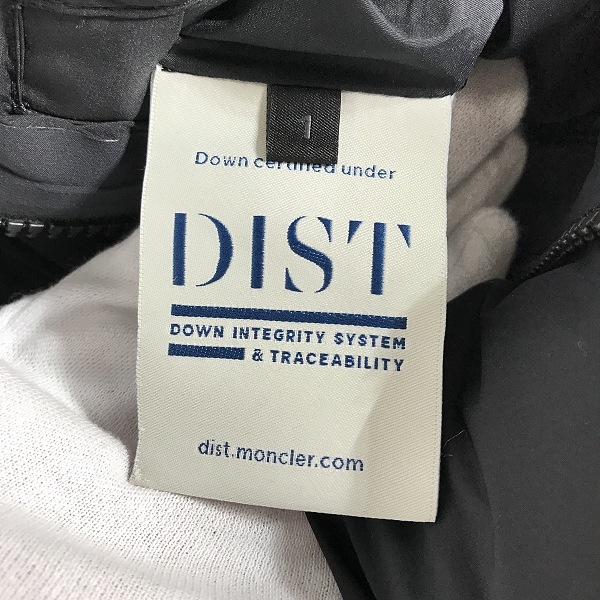 1
Down certified under
DIST
DOWN INTEGRITY SYSTEM
& TRACEABILITY
dist.moncler.com